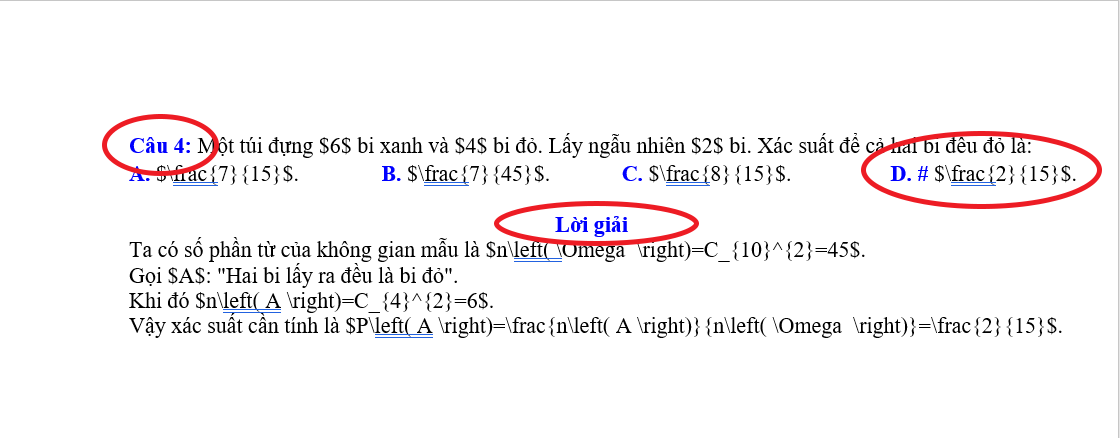 Câu 4: Một túi đựng $6$ bi xanh và $4$ bi đỏ. Lấy ngẫu nhiên $2$ bi. Xác suất để cả hai bi đều đỏ là:
A. $\frac{7}{15}$. B. $\frac{7}{45}$. C. $\frac{8}{15}$. D. # $\frac{2}{15}$.
Lời giải
Ta có số phần tử của không gian mẫu là $n\left( \Omega \right)=C_{10}^{2}=45$.
Gọi $A$: "Hai bi lấy ra đều là bi đỏ".
Khi đó $n\left( A \right)=C_{4}^{2}=6$.
Vậy xác suất cần tính là $P\left( A \right)=\frac{n\left( A \right)}{n\left( \Omega \right)}=\frac{2}{15}$.